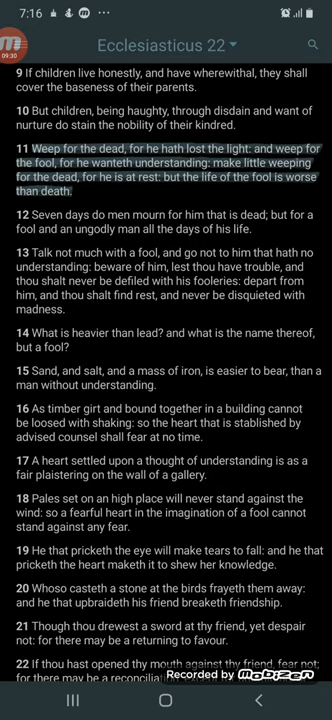 7:16
09:30
Ecclesiasticus 22
9 If children live honestly, and have wherewithal, they shall
cover the baseness of their parents.
10 But children, being haughty, through disdain and want of
nurture do stain the nobility of their kindred.
11 Weep for the dead, for he hath lost the light: and weep for
the fool, for he wanteth understanding: make little weeping
for the dead, for he is at rest: but the life of the fool is worse
than death.
12 Seven days do men mourn for him that is dead; but for a
fool and an ungodly man all the days of his life.
13 Talk not much with a fool, and go not to him that hath no
understanding: beware of him, lest thou have trouble, and
thou shalt never be defiled with his fooleries: depart from
him, and thou shalt find rest, and never be disquieted with
madness.
14 What is heavier than lead? and what is the name thereof,
but a fool?
15 Sand, and salt, and a mass of iron, is easier to bear, than a
man without understanding.
16 As timber girt and bound together in a building cannot
be loosed with shaking: so the heart that is stablished by
advised counsel shall fear at no time.
17 A heart settled upon a thought of understanding is as a
fair plaistering on the wall of a gallery.
18 Pales set on an high place will never stand against the
wind: so a fearful heart in the imagination of a fool cannot
stand against any fear.
19 He that pricketh the eye will make tears to fall: and he that
pricketh the heart maketh it to shew her knowledge.
20 Whoso casteth a stone at the birds frayeth them away:
and he that upbraideth his friend breaketh friendship.
21 Though thou drewest a sword at thy friend, yet despair
not: for there may be a returning to favour.
22 If thou hast opened thy mouth against thy friend, fear not;
for there may be a reconciliati
Recorded by Mobizen